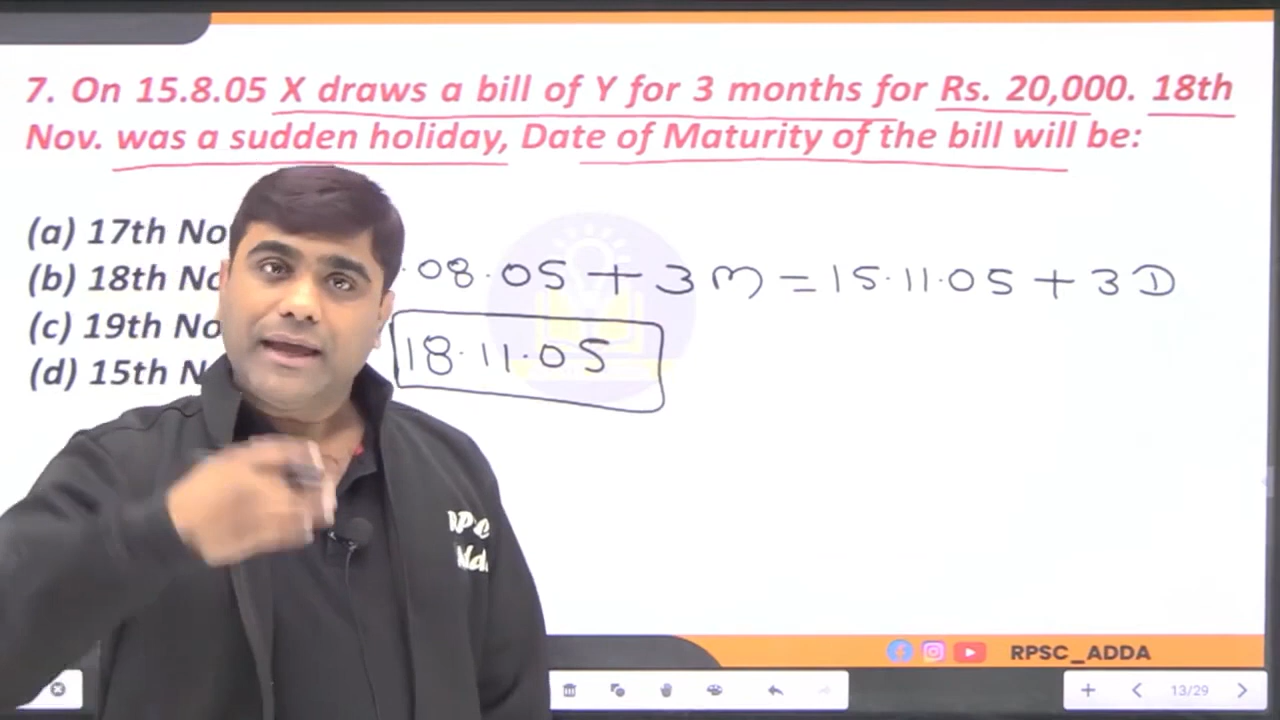 7. On 15.8.05 X draws a bill of Y for 3 months for Rs. 20,000. 18th
Nov. was a sudden holiday, Date of Maturity of the bill will be:
(a) 17th No
(b) 18th No
(c) 19th No
(d) 15th N
.08.05 + 3 m = 15.11.05 + 3 D
18.11.05
RPSC_ADDA
13/29